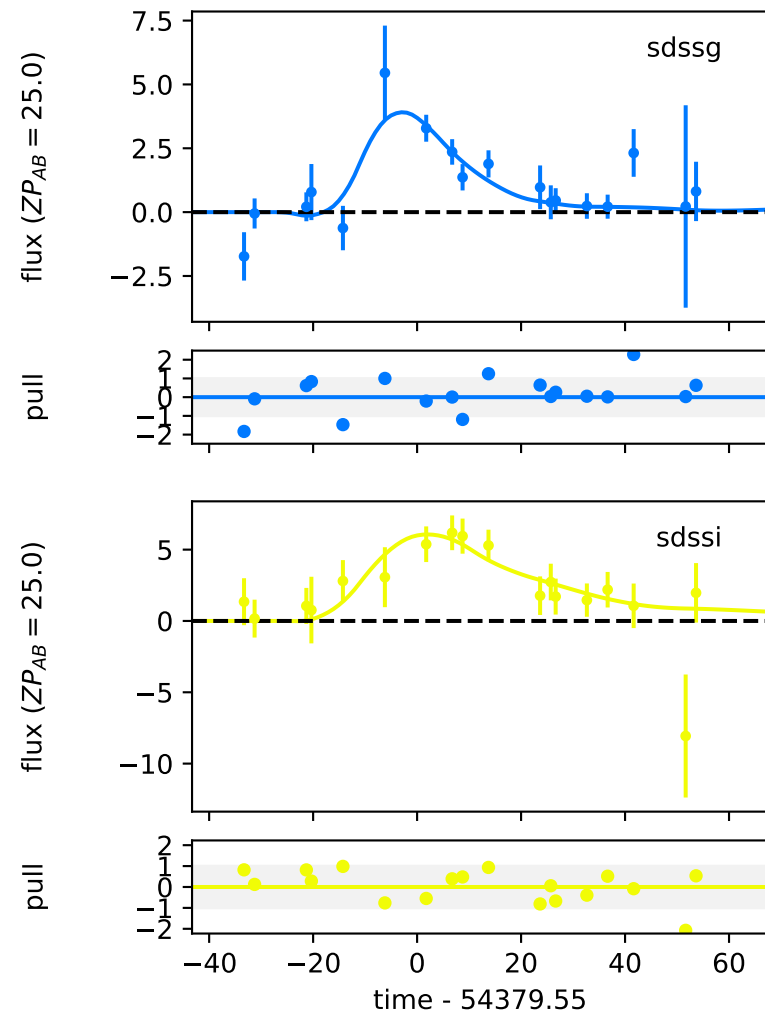 7.5
sdssg
5.0
2.5
0.0
−2.5
flux (ZP_AB = 25.0)
2
1
0
−1
−2
pull
sdssi
5
0
−5
−10
flux (ZP_AB = 25.0)
2
1
0
−1
−2
pull
−40 −20 0 20 40 60
time - 54379.55